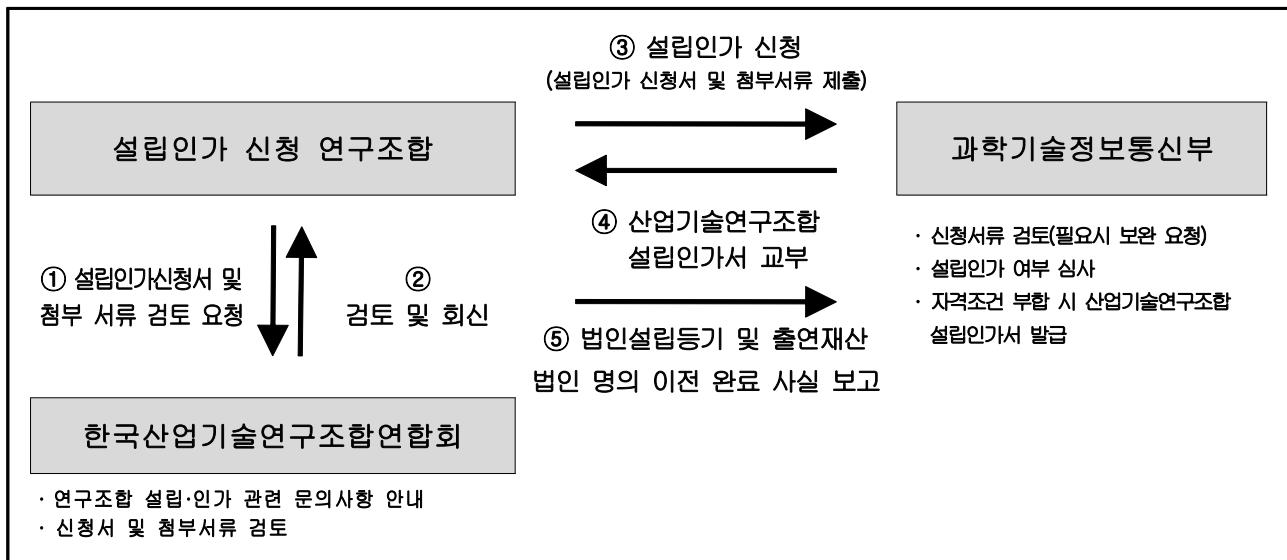 ③ 설립인가 신청
(설립인가 신청서 및 첨부서류 제출)
설립인가 신청 연구조합
과학기술정보통신부
④ 산업기술연구조합
설립인가서 교부
· 신청서류 검토(필요시 보완 요청)
· 설립인가 여부 심사
· 자격조건 부합 시 산업기술연구조합
설립인가서 발급
① 설립인가신청서 및
첨부 서류 검토 요청
②
검토 및 회신
⑤ 법인설립등기 및 출연재산
법인 명의 이전 완료 사실 보고
한국산업기술연구조합연합회
· 연구조합 설립·인가 관련 문의사항 안내
· 신청서 및 첨부서류 검토